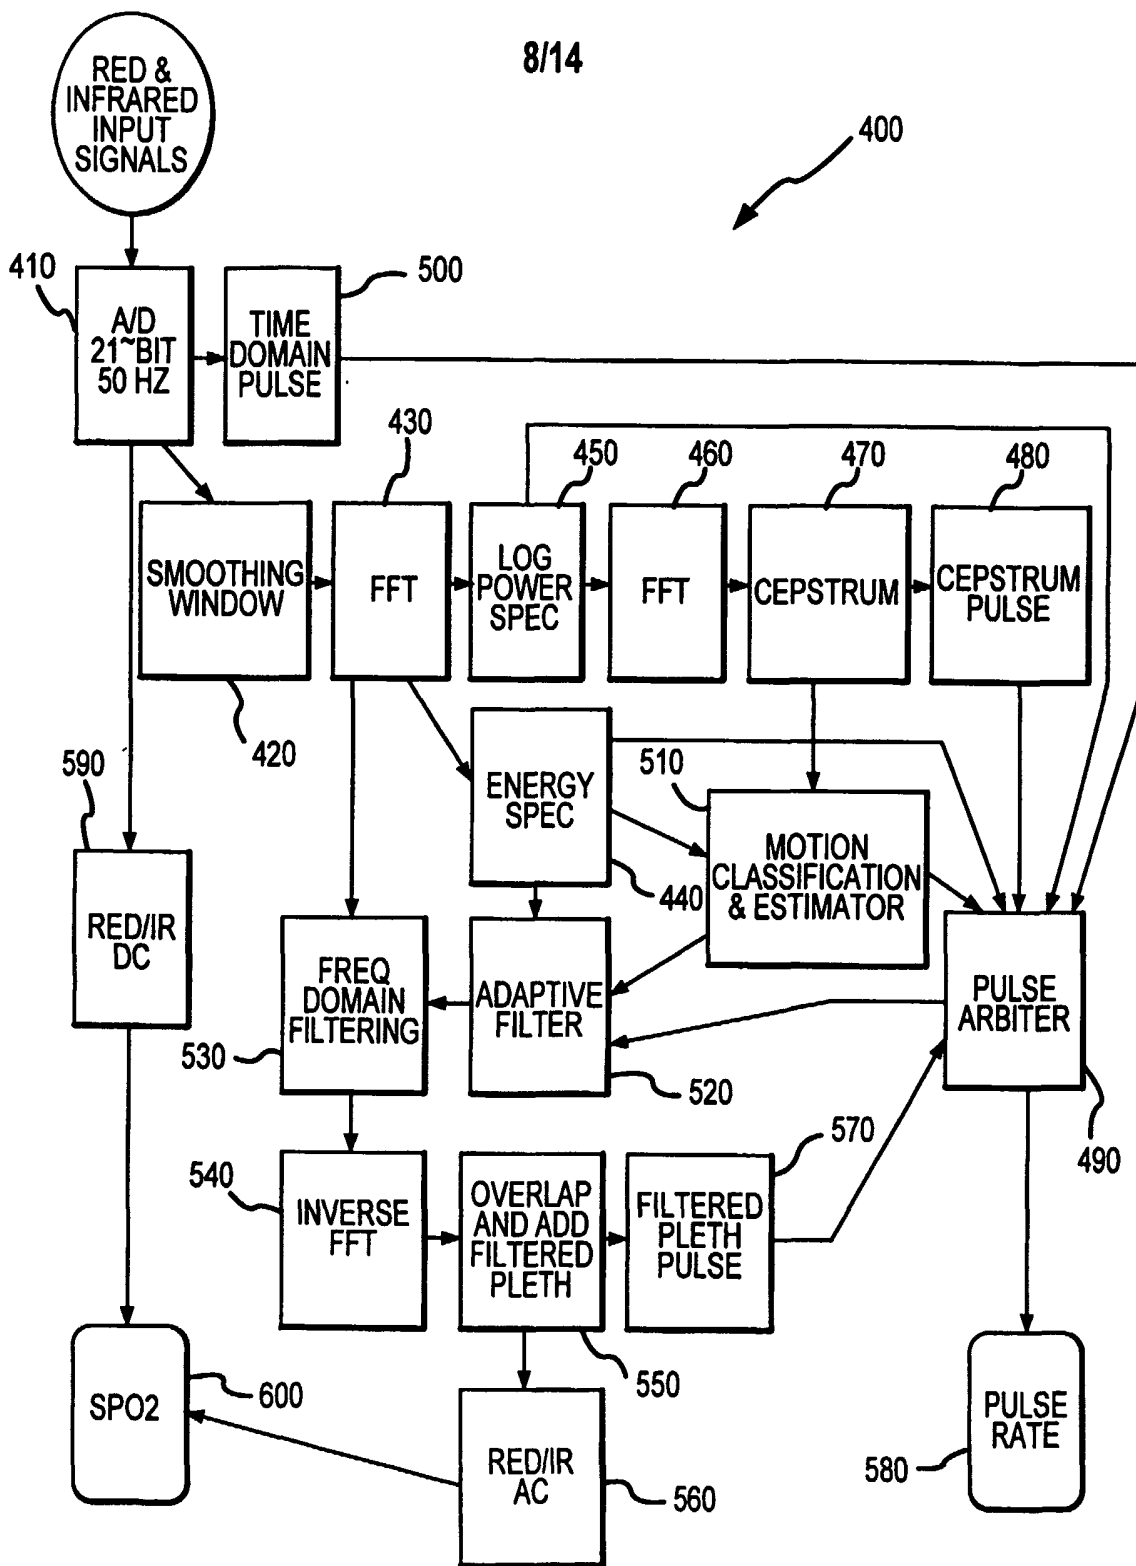 8/14
RED &
INFRARED
INPUT
SIGNALS
400
410
A/D
21~BIT
50 HZ
500
TIME
DOMAIN
PULSE
430
450
460
470
480
SMOOTHING
WINDOW
FFT
LOG
POWER
SPEC
FFT
CEPSTRUM
CEPSTRUM
PULSE
420
590
ENERGY
SPEC
440
510
MOTION
CLASSIFICATION
& ESTIMATOR
RED/IR
DC
FREQ
DOMAIN
FILTERING
530
ADAPTIVE
FILTER
520
PULSE
ARBITER
490
540
INVERSE
FFT
OVERLAP
AND ADD
FILTERED
PLETH
550
570
FILTERED
PLETH
PULSE
SPO2
600
RED/IR
AC
560
PULSE
RATE
580